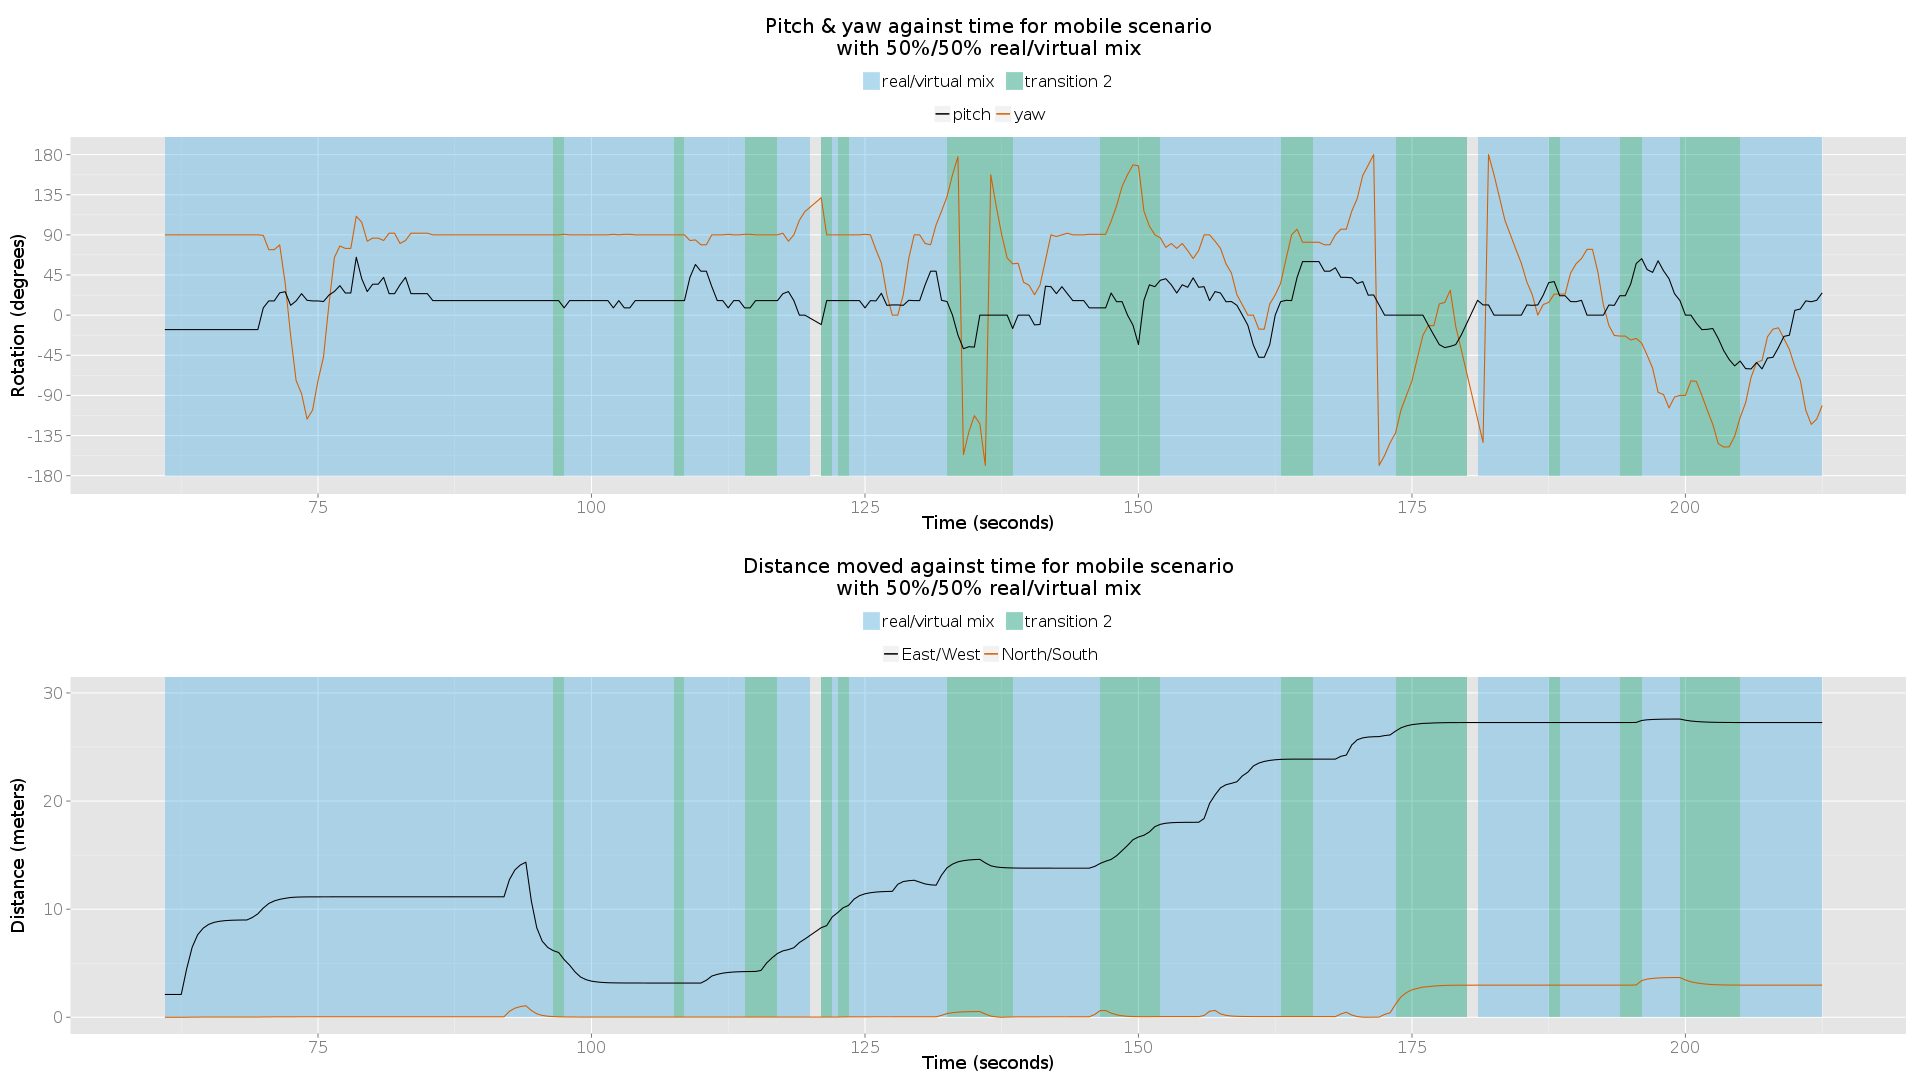 Pitch & yaw against time for mobile scenario
with 50%/50% real/virtual mix
real/virtual mix transition 2
pitch yaw
Rotation (degrees)
180
135
90
45
0
-45
-90
-135
-180
75 100 125 150 175 200
Time (seconds)
Distance moved against time for mobile scenario
with 50%/50% real/virtual mix
real/virtual mix transition 2
East/West North/South
Distance (meters)
30
20
10
0
75 100 125 150 175 200
Time (seconds)